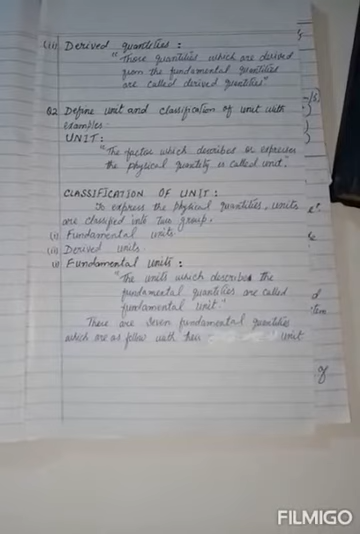 (ii) Derived quantities :
"Those quantities which are derived
from the fundamental quantities
are called derived quantities"
Q2 Define unit and classification of unit with
examples.
UNIT :
"The factor which described or expresses
the physical quantity is called unit."
CLASSIFICATION OF UNIT :
To express the physical quantities, units
are classified into two group.
(i) Fundamental units
(ii) Derived units.
(i) Fundamental units :
"The units which describes the
fundamental quantities are called
fundamental unit."
There are seven fundamental quantities
which are as follow with their unit
FILMIGO